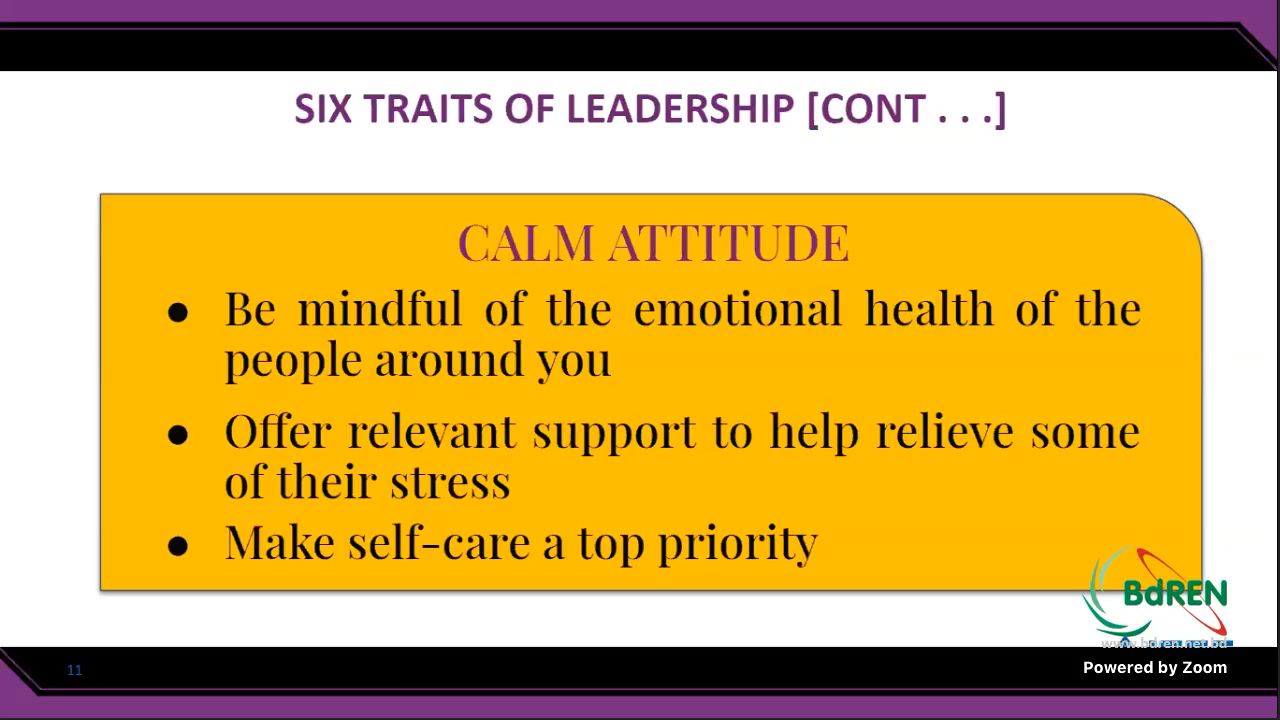 SIX TRAITS OF LEADERSHIP [CONT . . .]
CALM ATTITUDE
● Be mindful of the emotional health of the
people around you
● Offer relevant support to help relieve some
of their stress
● Make self-care a top priority
BdREN
www.bdren.net.bd
11
Powered by Zoom